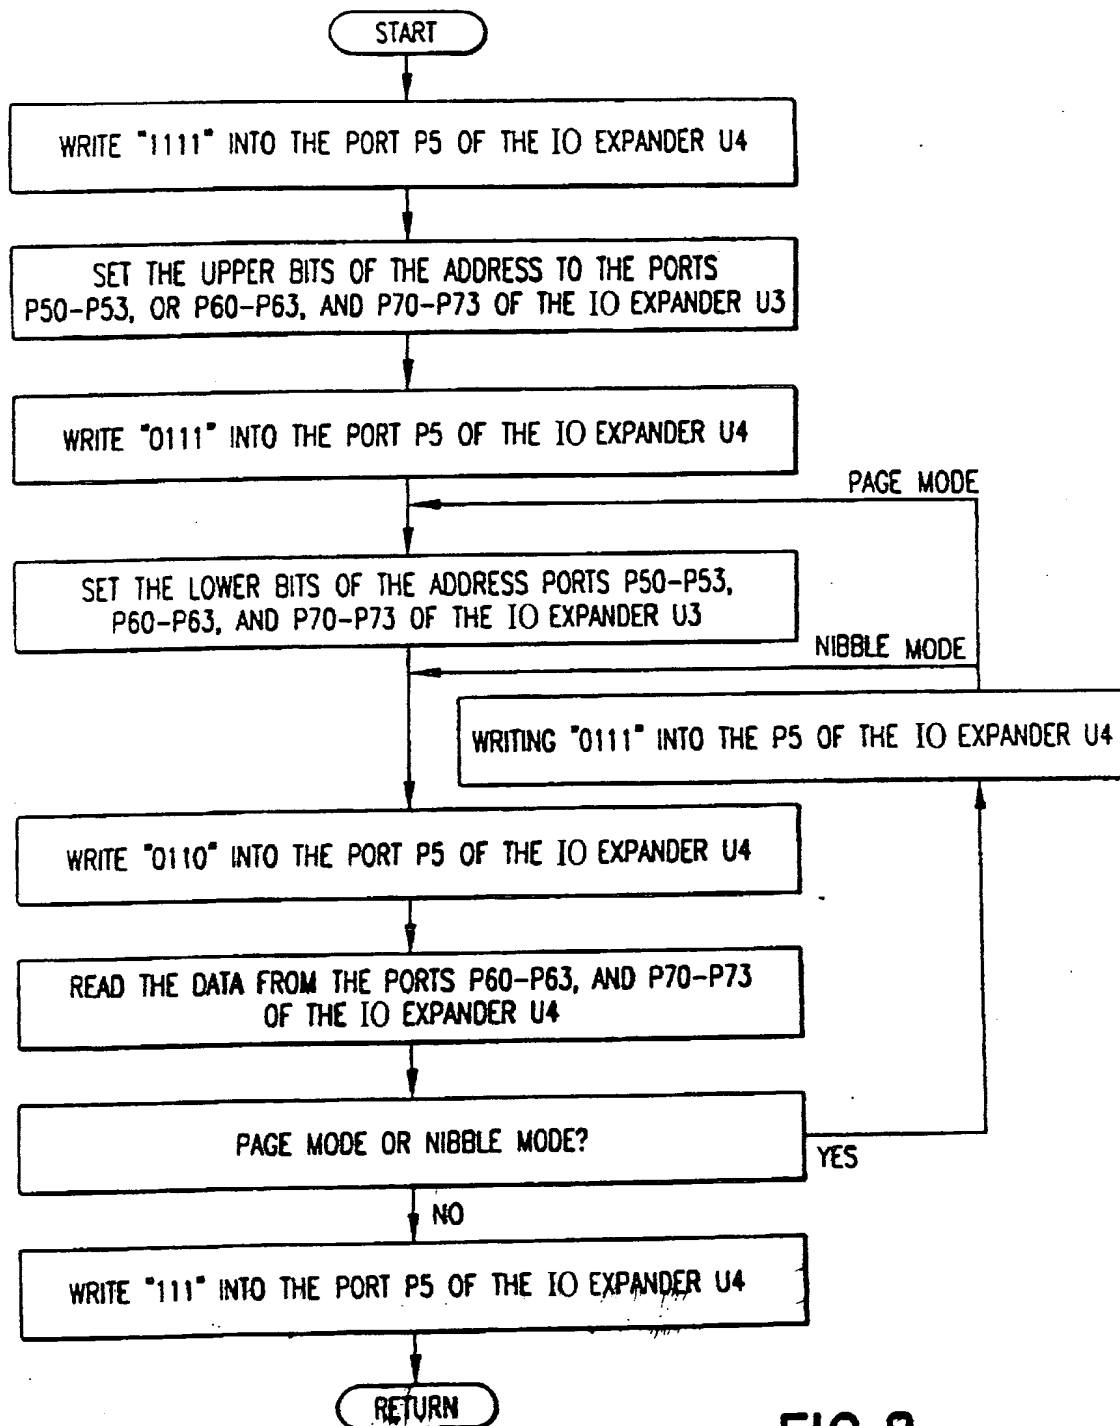 START
WRITE "1111" INTO THE PORT P5 OF THE IO EXPANDER U4
SET THE UPPER BITS OF THE ADDRESS TO THE PORTS
P50-P53, OR P60-P63, AND P70-P73 OF THE IO EXPANDER U3
WRITE "0111" INTO THE PORT P5 OF THE IO EXPANDER U4
PAGE MODE
SET THE LOWER BITS OF THE ADDRESS PORTS P50-P53,
P60-P63, AND P70-P73 OF THE IO EXPANDER U3
NIBBLE MODE
WRITING "0111" INTO THE P5 OF THE IO EXPANDER U4
WRITE "0110" INTO THE PORT P5 OF THE IO EXPANDER U4
READ THE DATA FROM THE PORTS P60-P63, AND P70-P73
OF THE IO EXPANDER U4
PAGE MODE OR NIBBLE MODE?
YES
NO
WRITE "111" INTO THE PORT P5 OF THE IO EXPANDER U4
RETURN